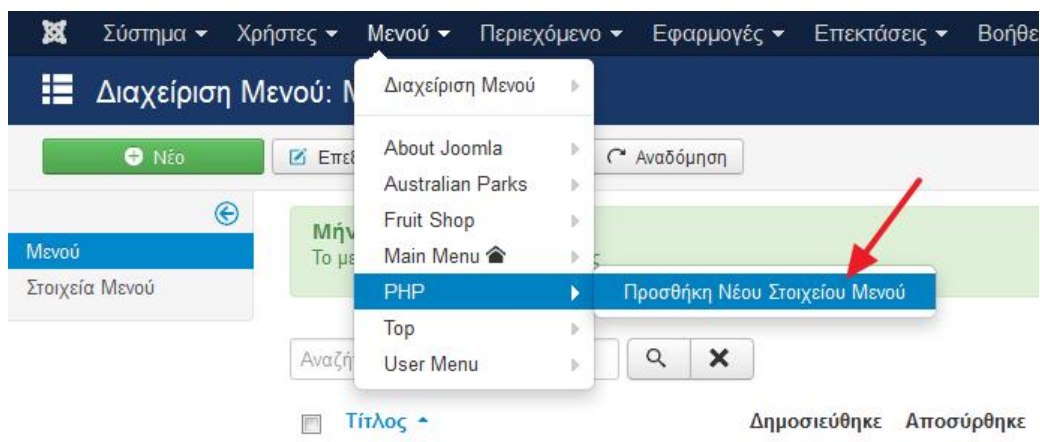 Σύστημα Χρήστες Μενού Περιεχόμενο Εφαρμογές Επεκτάσεις
Διαχείριση Μενού:
Διαχείριση Μενού
Νέο
Αναδόμηση
About Joomla
Australian Parks
Fruit Shop
Main Menu
PHP
Top
User Menu
Προσθήκη Νέου Στοιχείου Μενού
Μενού
Στοιχεία Μενού
Το
Τίτλος Δημοσιεύθηκε Αποσύρθηκε